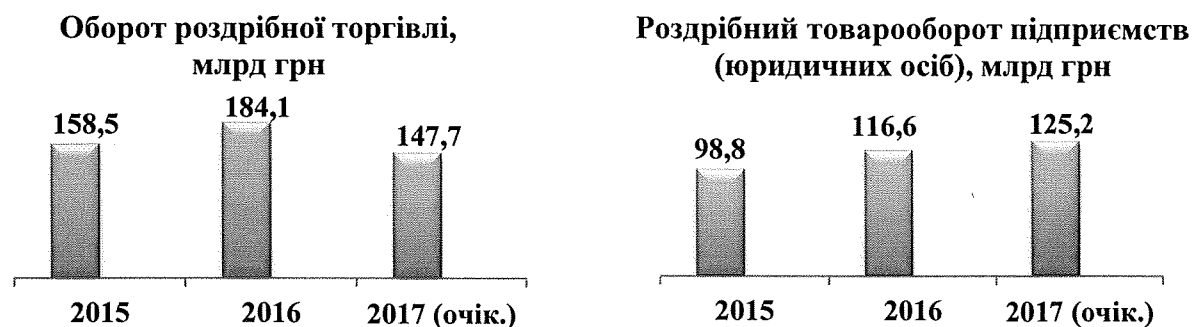 Оборот роздрібної торгівлі,
млрд грн
158,5
184,1
147,7
2015
2016
2017 (очік.)
Роздрібний товарооборот підприємств
(юридичних осіб), млрд грн
98,8
116,6
125,2
2015
2016
2017 (очік.)